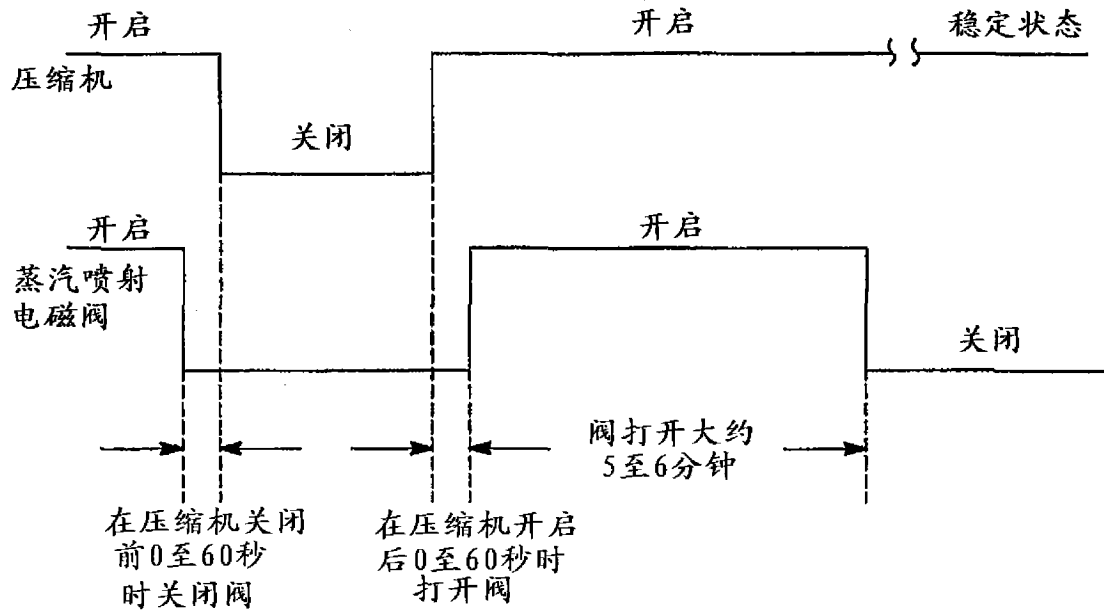 开启
开启
稳定状态
压缩机
关闭
开启
开启
蒸汽喷射
电磁阀
关闭
阀打开大约
5至6分钟
在压缩机关闭
前0至60秒
时关闭阀
在压缩机开启
后0至60秒时
打开阀